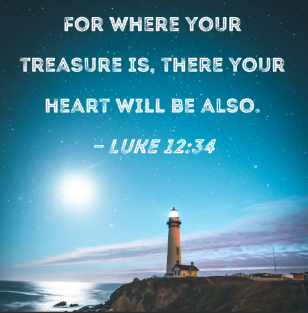 FOR WHERE YOUR
TREASURE IS, THERE YOUR
HEART WILL BE ALSO.
– LUKE 12:34